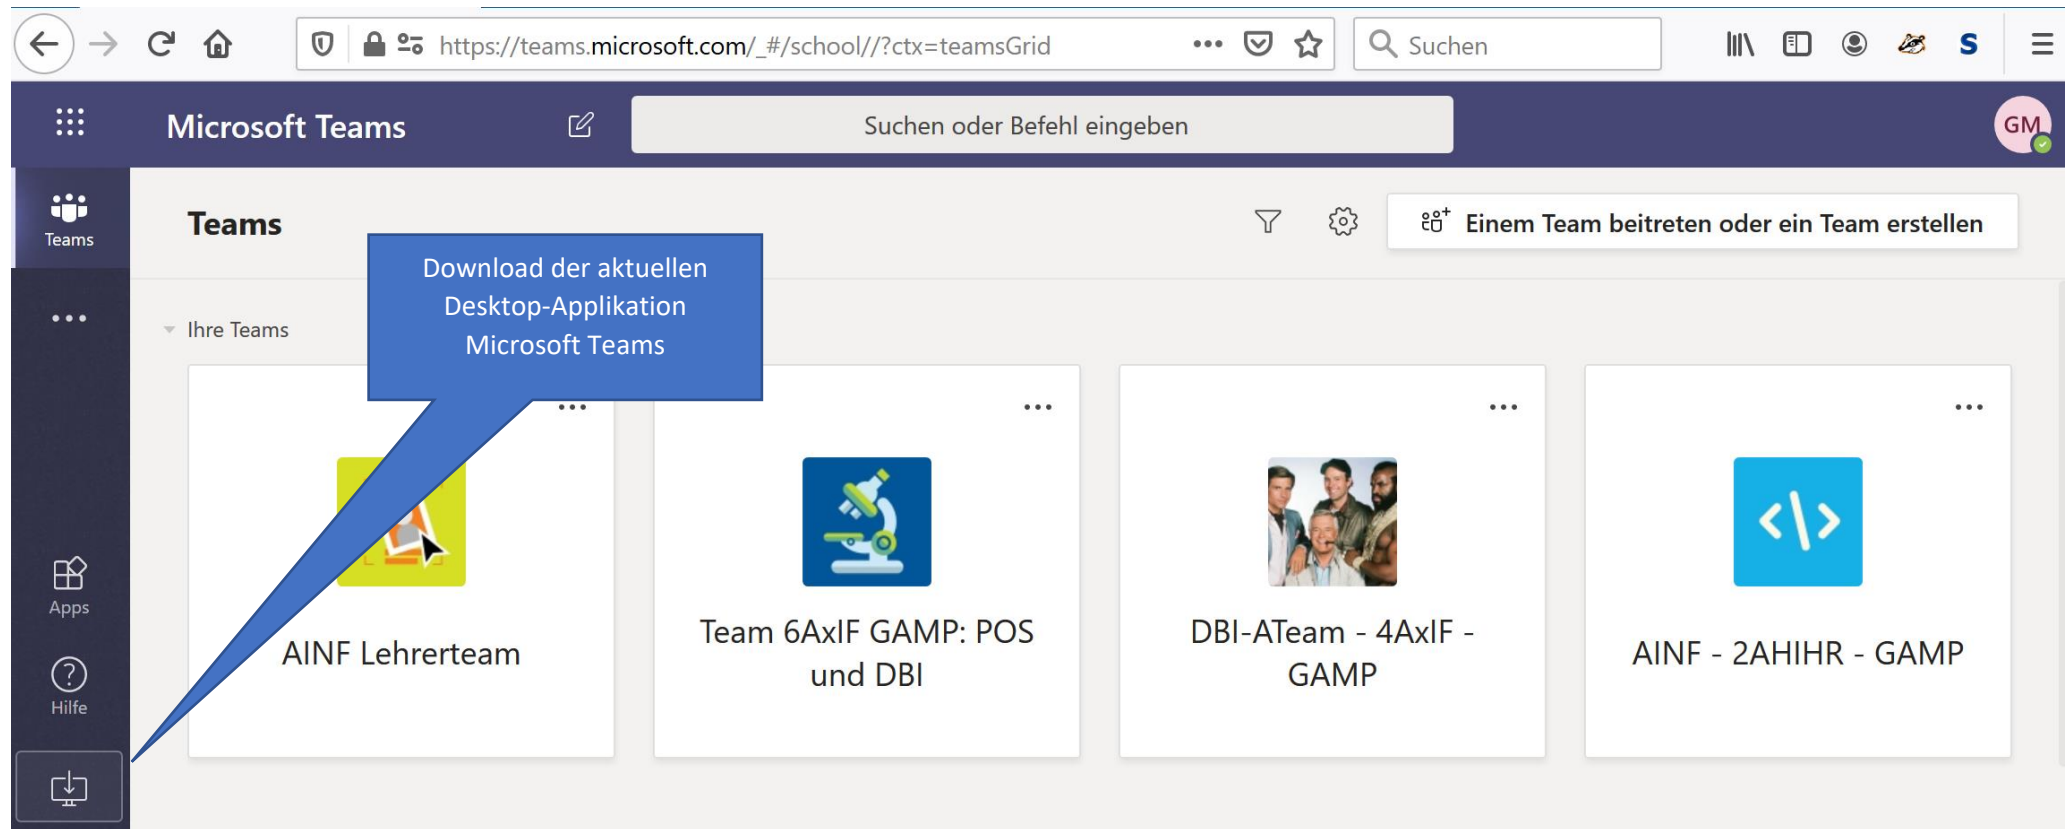 https://teams.microsoft.com/_#/school//?ctx=teamsGrid
Suchen
S
Microsoft Teams
Suchen oder Befehl eingeben
GM
Teams
Teams
Einem Team beitreten oder ein Team erstellen
Download der aktuellen
Desktop-Applikation
Microsoft Teams
Ihre Teams
AINF Lehrerteam
Team 6AxIF GAMP: POS
und DBI
DBI-ATeam - 4AxIF -
GAMP
AINF - 2AHIHR - GAMP
Apps
Hilfe